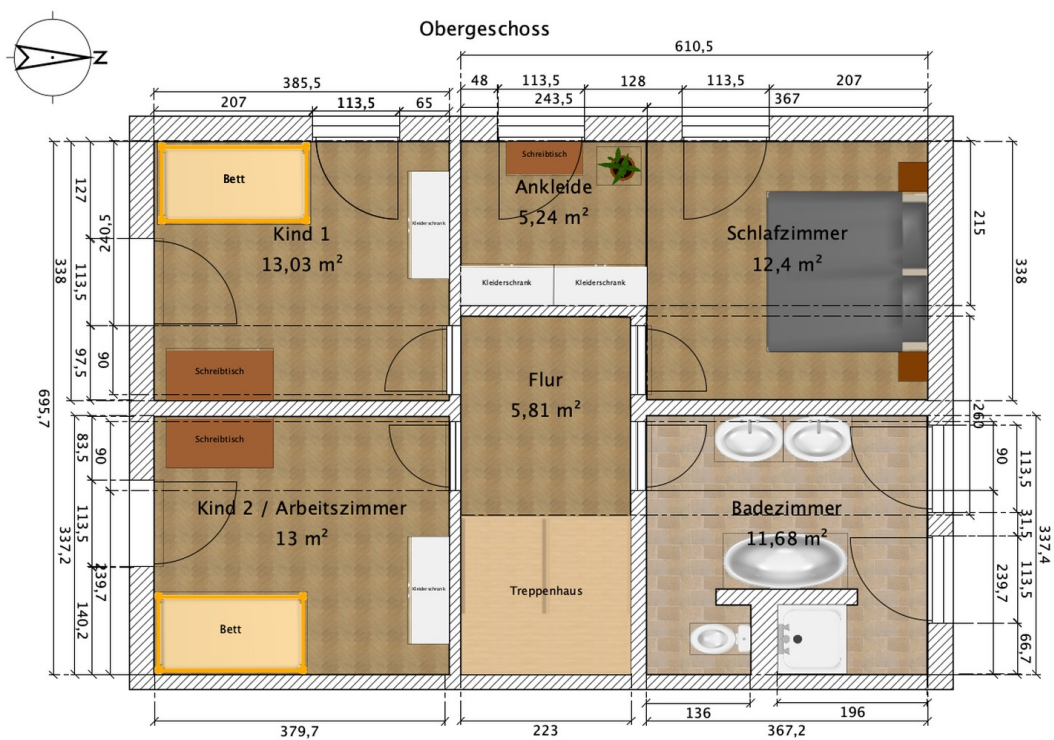 Obergeschoss
N
610,5
385,5
48
113,5
128
113,5
207
207
113,5
65
243,5
367
Bett
Schreibtisch
Ankleide
5,24 m²
Kleiderschrank
Kind 1
13,03 m²
Schlafzimmer
12,4 m²
Kleiderschrank
Kleiderschrank
127
240,5
338
113,5
97,5
90
215
338
Schreibtisch
Flur
5,81 m²
695,7
260
Schreibtisch
83,5
90
90
113,5
Kind 2 / Arbeitszimmer
13 m²
Badezimmer
11,68 m²
113,5
337,2
239,7
140,2
31,5
337,4
113,5
239,7
66,7
Kleiderschrank
Treppenhaus
Bett
136
196
379,7
223
367,2